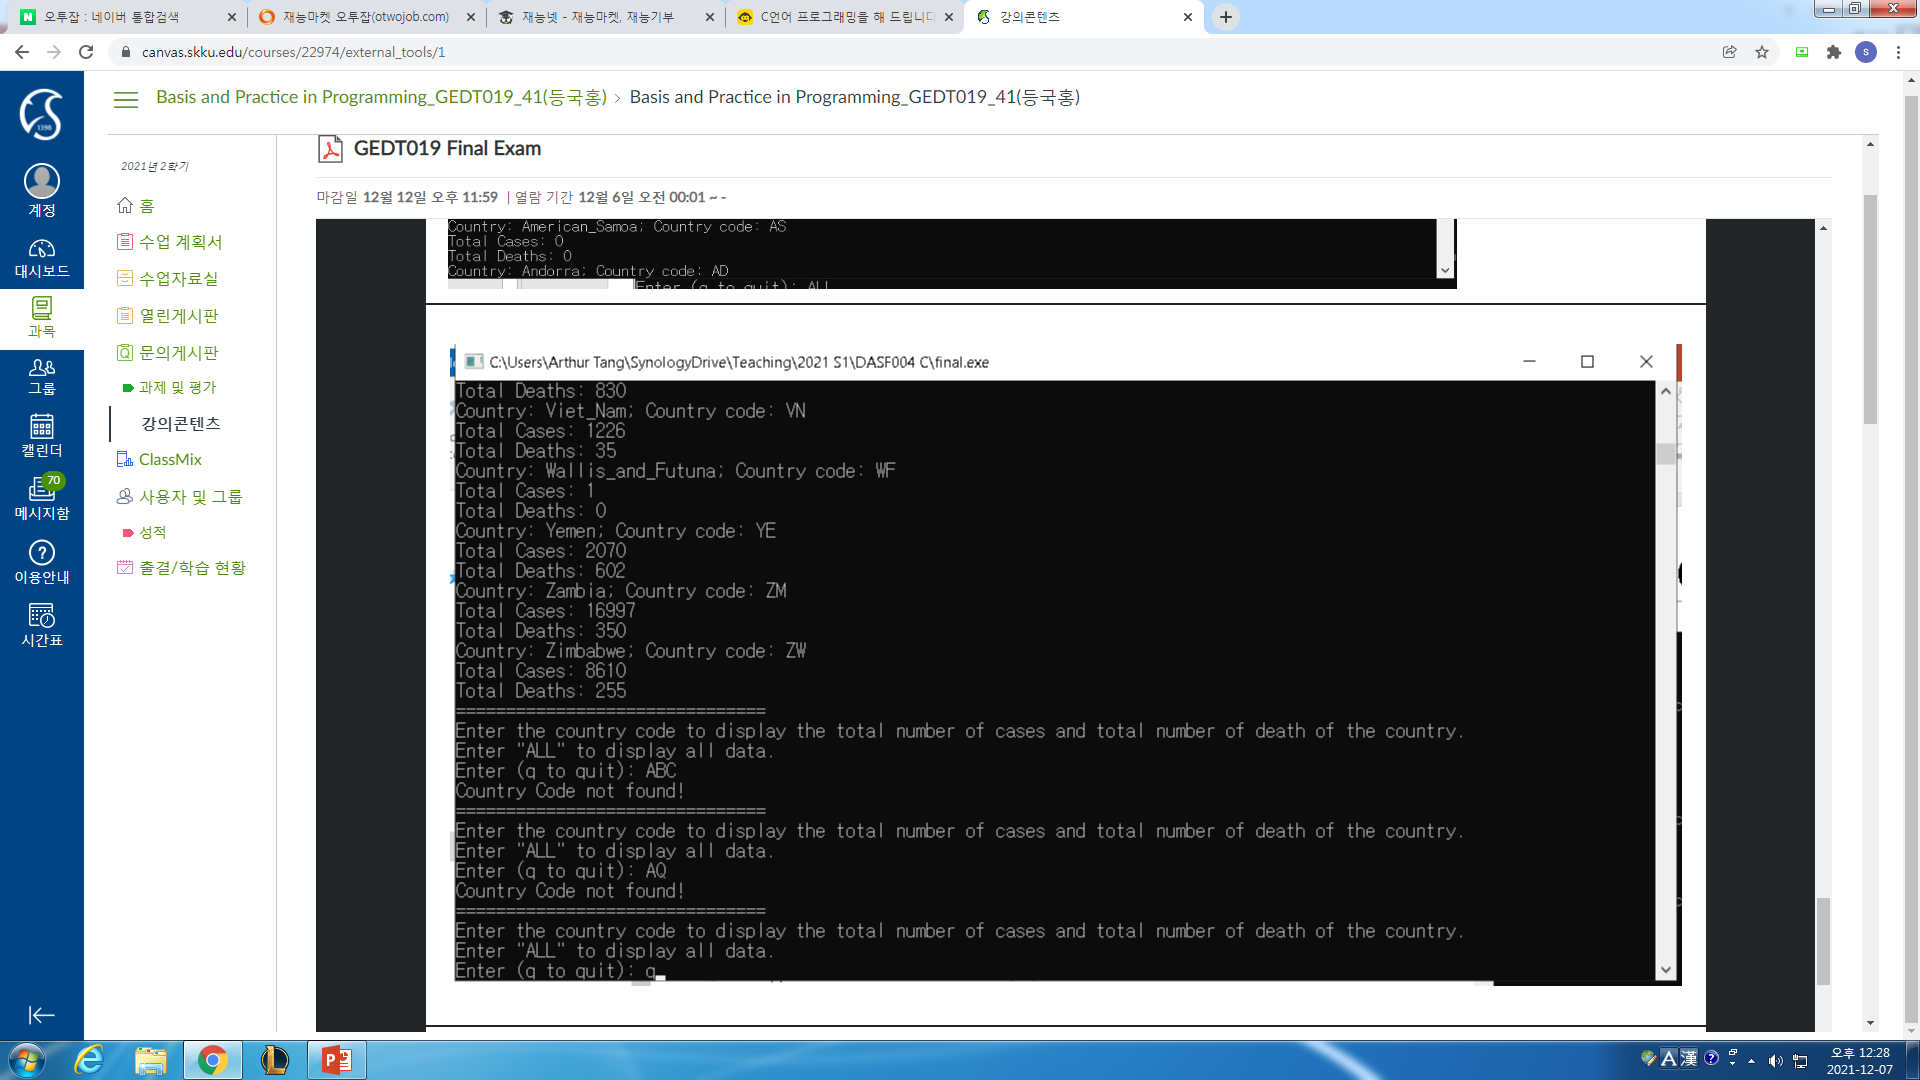 오투잡 : 네이버 통합검색
재능마켓 오투잡(otwojob.com)
재능넷 - 재능마켓, 재능기부
C언어 프로그래밍을 해 드립니다
강의콘텐츠
canvas.skku.edu/courses/22974/external_tools/1
S
Basis and Practice in Programming_GEDT019_41(등국홍) › Basis and Practice in Programming_GEDT019_41(등국홍)
1398
계정
대시보드
과목
그룹
캘린더
70
메시지함
이용안내
시간표
2021년 2학기
홈
수업 계획서
수업자료실
열린게시판
문의게시판
과제 및 평가
강의콘텐츠
ClassMix
사용자 및 그룹
성적
출결/학습 현황
GEDT019 Final Exam
마감일 12월 12일 오후 11:59 | 열람 기간 12월 6일 오전 00:01 ~ -
Country: American_Samoa; Country code: AS
Total Cases: 0
Total Deaths: 0
Country: Andorra; Country code: AD
Enter (q to quit): ALL
C:\Users\Arthur Tang\SynologyDrive\Teaching\2021 S1\DASF004 C\final.exe
Total Deaths: 830
Country: Viet_Nam; Country code: VN
Total Cases: 1226
Total Deaths: 35
Country: Wallis_and_Futuna; Country code: WF
Total Cases: 1
Total Deaths: 0
Country: Yemen; Country code: YE
Total Cases: 2070
Total Deaths: 602
Country: Zambia; Country code: ZM
Total Cases: 16997
Total Deaths: 350
Country: Zimbabwe; Country code: ZW
Total Cases: 8610
Total Deaths: 255
===============================
Enter the country code to display the total number of cases and total number of death of the country.
Enter "ALL" to display all data.
Enter (q to quit): ABC
Country Code not found!
===============================
Enter the country code to display the total number of cases and total number of death of the country.
Enter "ALL" to display all data.
Enter (q to quit): AQ
Country Code not found!
===============================
Enter the country code to display the total number of cases and total number of death of the country.
Enter "ALL" to display all data.
Enter (q to quit): q
A 漢
오후 12:28
2021-12-07